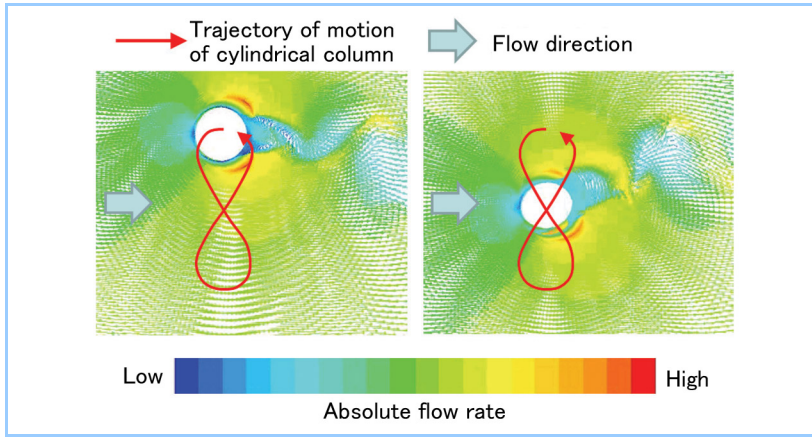 Trajectory of motion
of cylindrical column
Flow direction
Low
High
Absolute flow rate